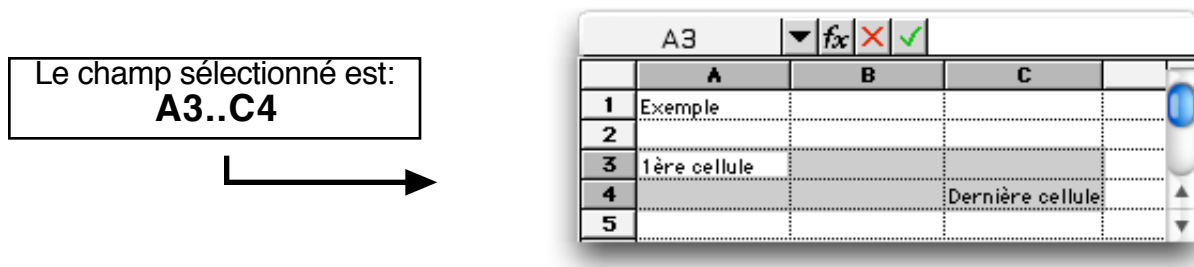 Le champ sélectionné est:
A3..C4
A3 fx
A B C
1 Exemple
2
3 1ère cellule
4 Dernière cellule
5